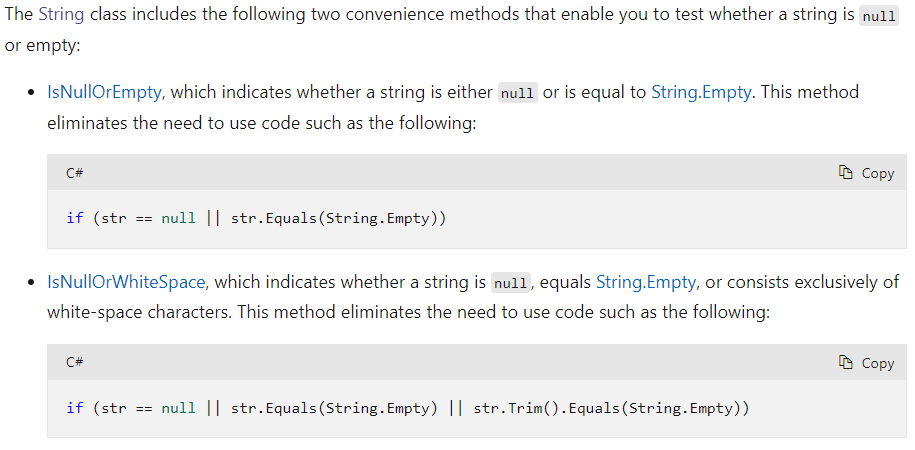 The String class includes the following two convenience methods that enable you to test whether a string is null
or empty:
• IsNullOrEmpty, which indicates whether a string is either null or is equal to String.Empty. This method
eliminates the need to use code such as the following:
C# Copy
if (str == null || str.Equals(String.Empty))
• IsNullOrWhiteSpace, which indicates whether a string is null, equals String.Empty, or consists exclusively of
white-space characters. This method eliminates the need to use code such as the following:
C# Copy
if (str == null || str.Equals(String.Empty) || str.Trim().Equals(String.Empty))